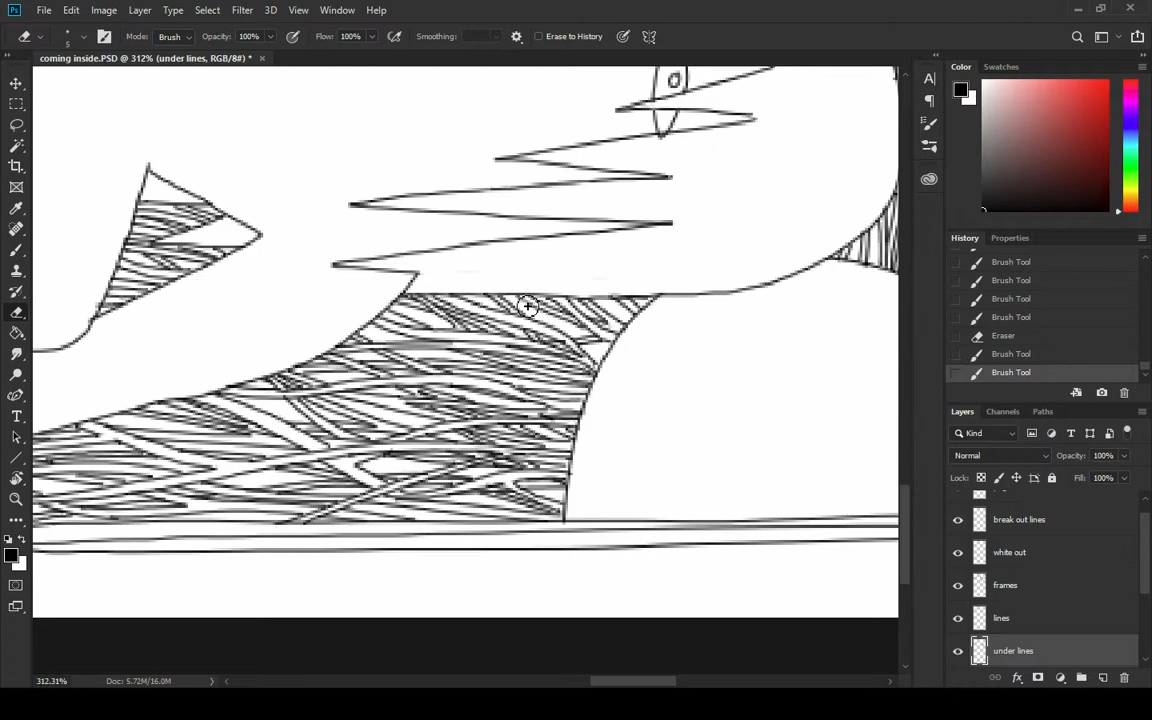 Ps File Edit Image Layer Type Select Filter 3D View Window Help
5 Mode: Brush Opacity: 100% Flow: 100% Smoothing: Erase to History
coming inside.PSD @ 312% (under lines, RGB/8#) *
Color Swatches
History Properties
Brush Tool
Brush Tool
Brush Tool
Brush Tool
Eraser
Brush Tool
Brush Tool
Layers Channels Paths
Kind
Normal Opacity: 100%
Lock: Fill: 100%
break out lines
white out
frames
lines
under lines
fx
312.31% Doc: 5.72M/16.0M